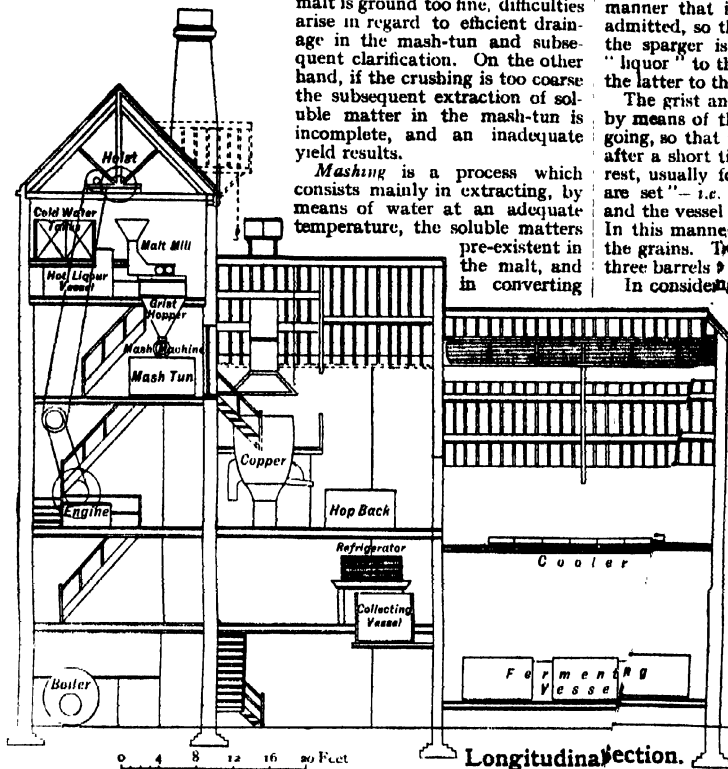 malt is ground too fine, difficulties
arise in regard to efficient drain-
age in the mash-tun and subse-
quent clarification. On the other
hand, if the crushing is too coarse
the subsequent extraction of sol-
uble matter in the mash-tun is
incomplete, and an inadequate
yield results.
Mashing is a process which
consists mainly in extracting, by
means of water at an adequate
temperature, the soluble matters
pre-existent in
the malt, and
in converting
manner that i
admitted, so th
the sparger is
"liquor" to th
the latter to th
The grist an
by means of th
going, so that
after a short ti
rest, usually fo
are set"— i.e.
and the vessel
In this manne
the grains.
three barrels
In consider
Hoist
Cold Water
Tanks
Malt Mill
Hot Liquor
Vessel
Grist
Hopper
Mash Machine
Mash Tun
Copper
Engine
Hop Back
Refrigerator
Cooler
Collecting
Vessel
Boiler
Fermenting
Vessel
0 4 8 12 16 20 Feet
Longitudinal Section.